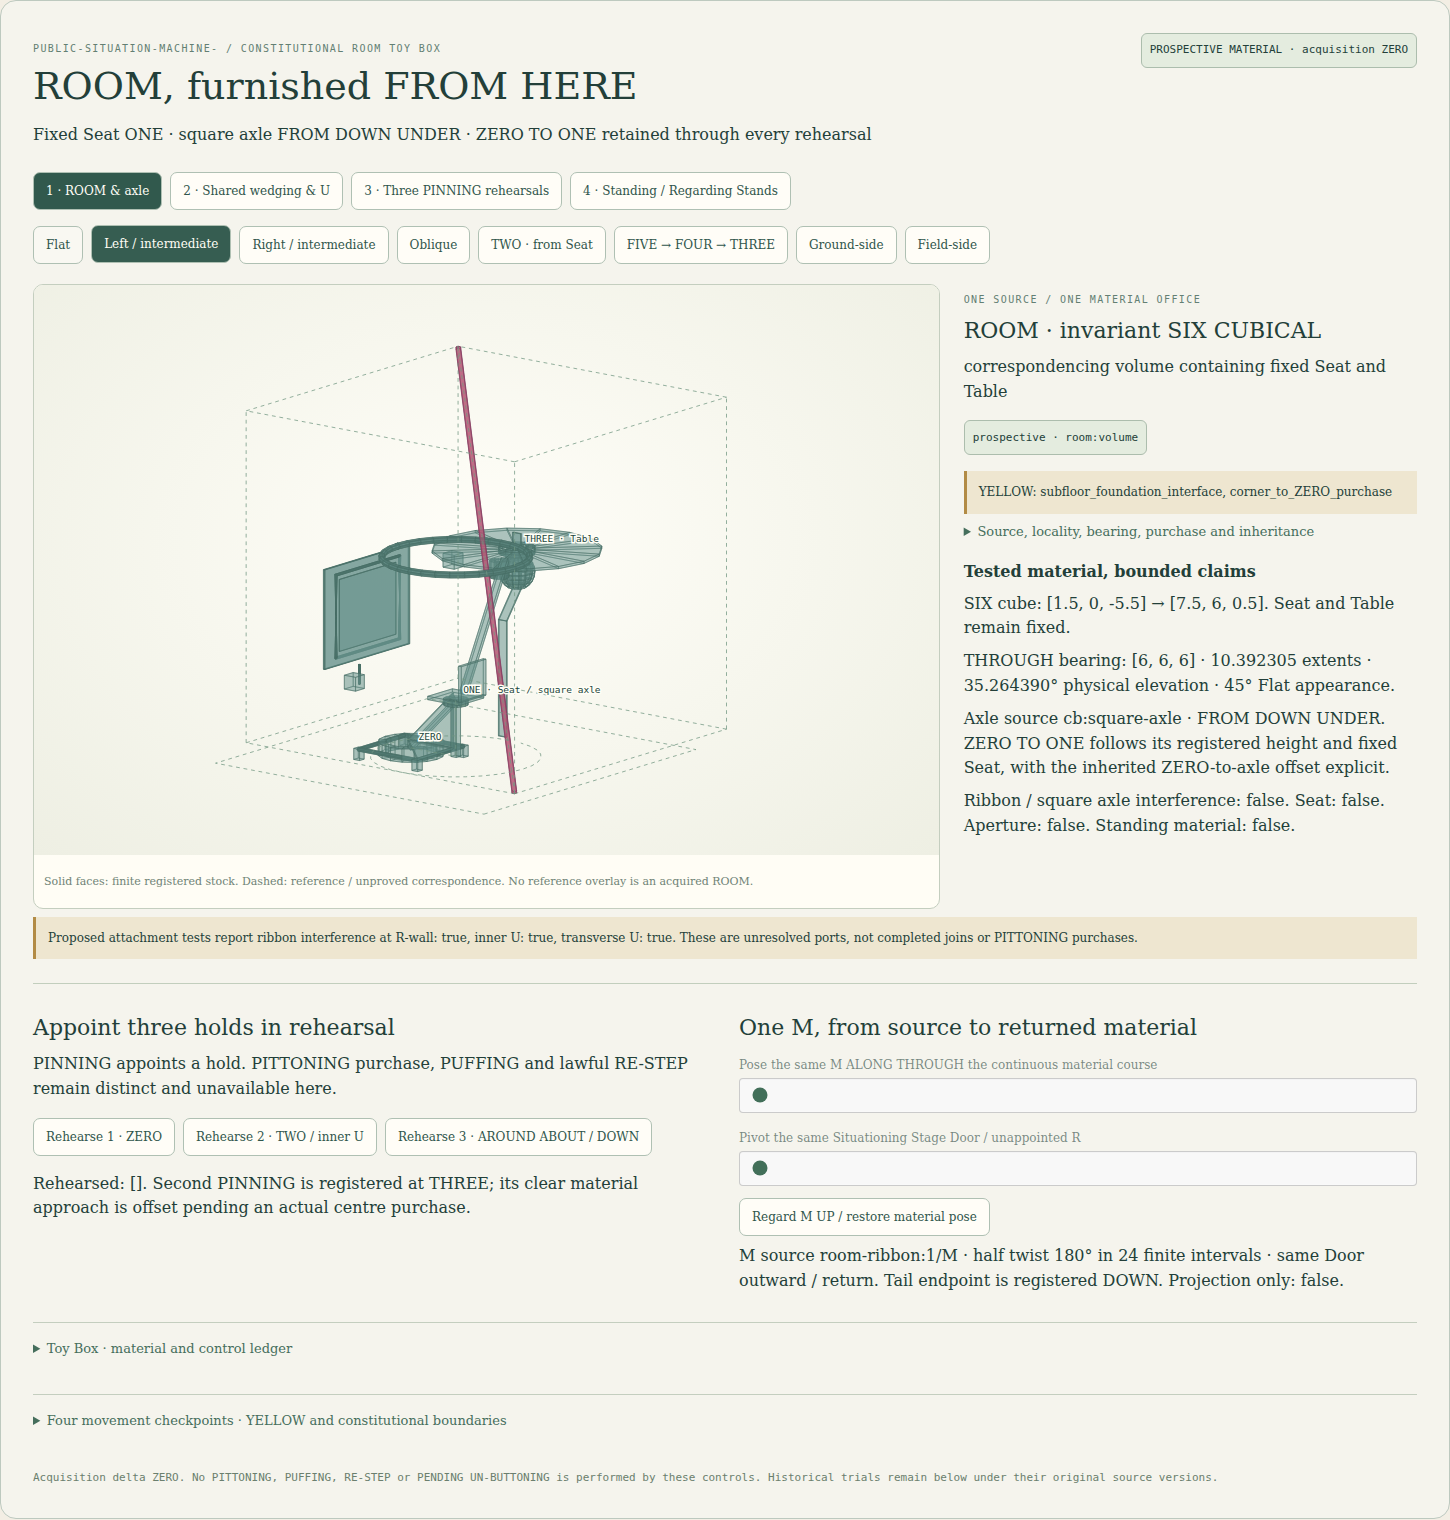 PUBLIC-SITUATION-MACHINE- / CONSTITUTIONAL ROOM TOY BOX
PROSPECTIVE MATERIAL · acquisition ZERO
ROOM, furnished FROM HERE
Fixed Seat ONE · square axle FROM DOWN UNDER · ZERO TO ONE retained through every rehearsal
1 · ROOM & axle
2 · Shared wedging & U
3 · Three PINNING rehearsals
4 · Standing / Regarding Stands
Flat
Left / intermediate
Right / intermediate
Oblique
TWO · from Seat
FIVE → FOUR → THREE
Ground-side
Field-side
THREE · Table
ONE · Seat / square axle
ZERO
Solid faces: finite registered stock. Dashed: reference / unproved correspondence. No reference overlay is an acquired ROOM.
ONE SOURCE / ONE MATERIAL OFFICE
ROOM · invariant SIX CUBICAL
correspondencing volume containing fixed Seat and
Table
prospective · room:volume
YELLOW: subfloor_foundation_interface, corner_to_ZERO_purchase
▶ Source, locality, bearing, purchase and inheritance
Tested material, bounded claims
SIX cube: [1.5, 0, -5.5] → [7.5, 6, 0.5]. Seat and Table
remain fixed.
THROUGH bearing: [6, 6, 6] · 10.392305 extents ·
35.264390° physical elevation · 45° Flat appearance.
Axle source cb:square-axle · FROM DOWN UNDER.
ZERO TO ONE follows its registered height and fixed
Seat, with the inherited ZERO-to-axle offset explicit.
Ribbon / square axle interference: false. Seat: false.
Aperture: false. Standing material: false.
Proposed attachment tests report ribbon interference at R-wall: true, inner U: true, transverse U: true. These are unresolved ports, not completed joins or PITTONING purchases.
Appoint three holds in rehearsal
PINNING appoints a hold. PITTONING purchase, PUFFING and lawful RE-STEP
remain distinct and unavailable here.
Rehearse 1 · ZERO
Rehearse 2 · TWO / inner U
Rehearse 3 · AROUND ABOUT / DOWN
Rehearsed: []. Second PINNING is registered at THREE; its clear material
approach is offset pending an actual centre purchase.
One M, from source to returned material
Pose the same M ALONG THROUGH the continuous material course
Pivot the same Situationing Stage Door / unappointed R
Regard M UP / restore material pose
M source room-ribbon:1/M · half twist 180° in 24 finite intervals · same Door
outward / return. Tail endpoint is registered DOWN. Projection only: false.
▶ Toy Box · material and control ledger
▶ Four movement checkpoints · YELLOW and constitutional boundaries
Acquisition delta ZERO. No PITTONING, PUFFING, RE-STEP or PENDING UN-BUTTONING is performed by these controls. Historical trials remain below under their original source versions.